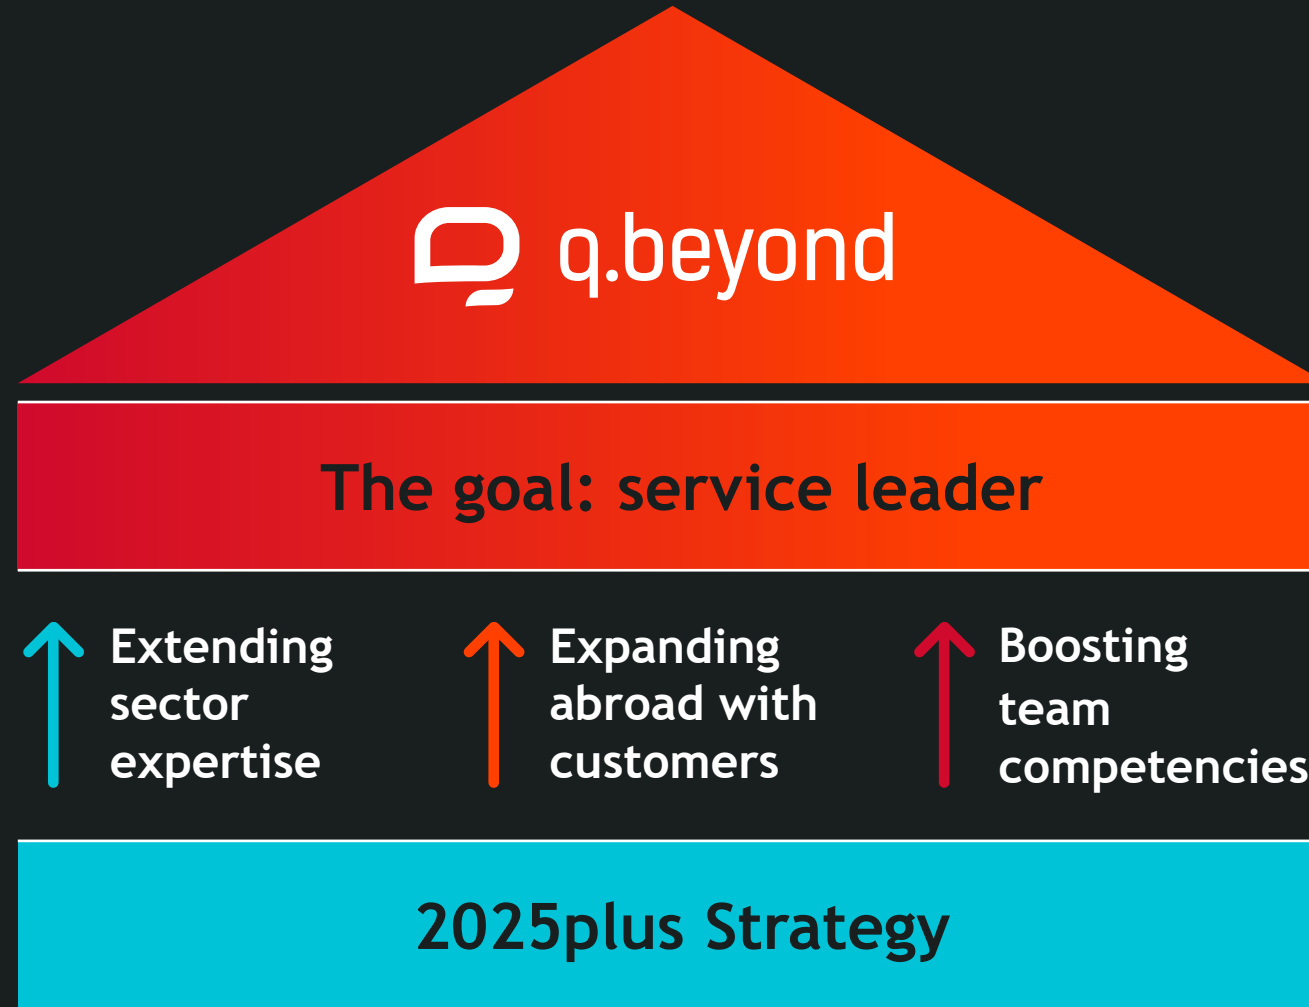 q.beyond
The goal: service leader
Extending
sector
expertise
Expanding
abroad with
customers
Boosting
team
competencies
2025plus Strategy